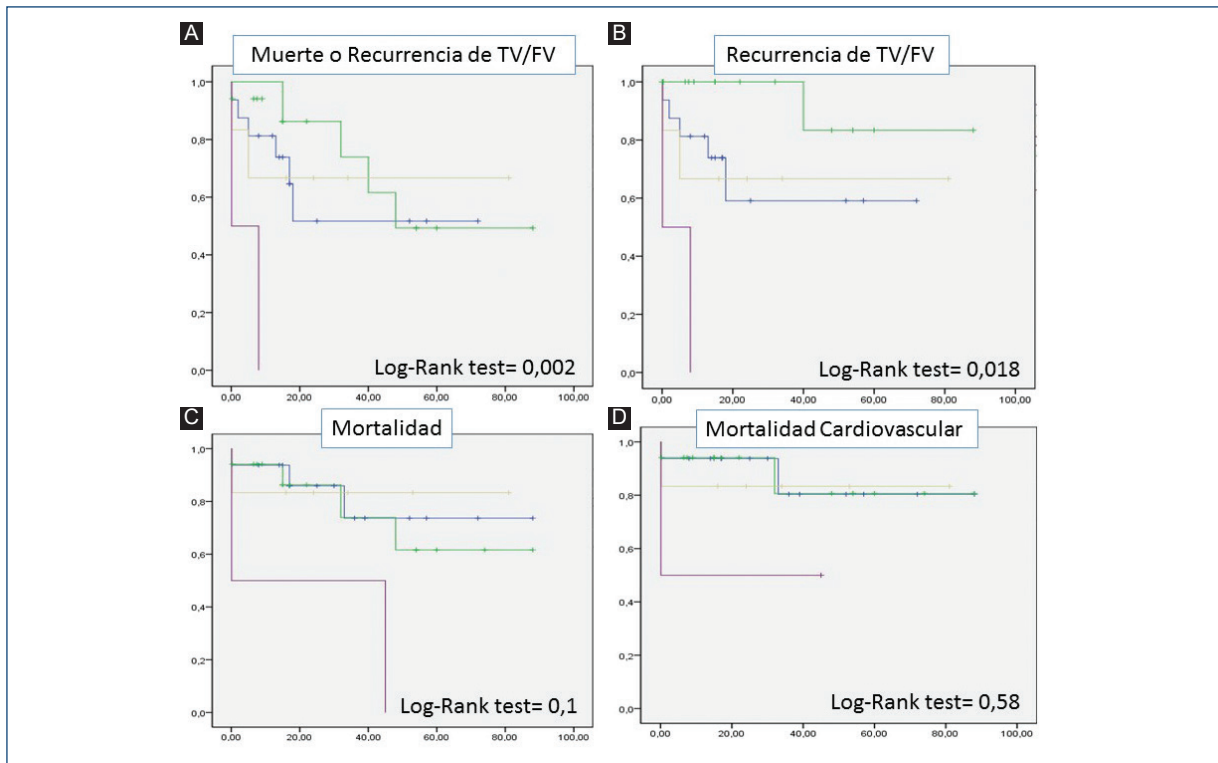 A
Muerte o Recurrencia de TV/FV
1,0
0,8
0,6
0,4
0,2
0,0
Log-Rank test= 0,002
0,00 20,00 40,00 60,00 80,00 100,00
B
Recurrencia de TV/FV
1,0
0,8
0,6
0,4
0,2
0,0
Log-Rank test= 0,018
0,00 20,00 40,00 60,00 80,00 100,00
C
Mortalidad
1,0
0,8
0,6
0,4
0,2
0,0
Log-Rank test= 0,1
0,00 20,00 40,00 60,00 80,00 100,00
D
Mortalidad Cardiovascular
1,0
0,8
0,6
0,4
0,2
0,0
Log-Rank test= 0,58
0,00 20,00 40,00 60,00 80,00 100,00